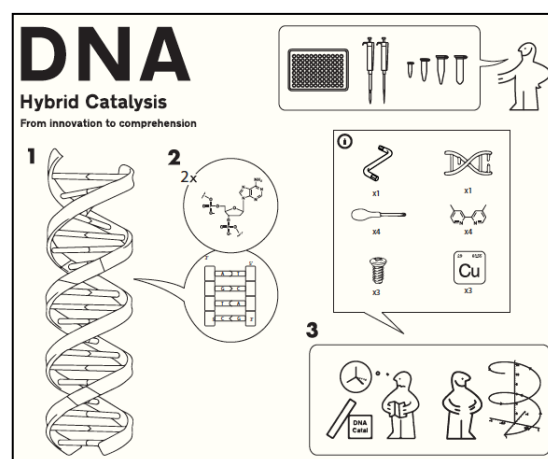 DNA
Hybrid Catalysis
From innovation to comprehension
1
2
2x
NH₂
A T
G C
T A
C G
x1
x1
x4
x4
x3
Cu
x3
3
DNA
Catal